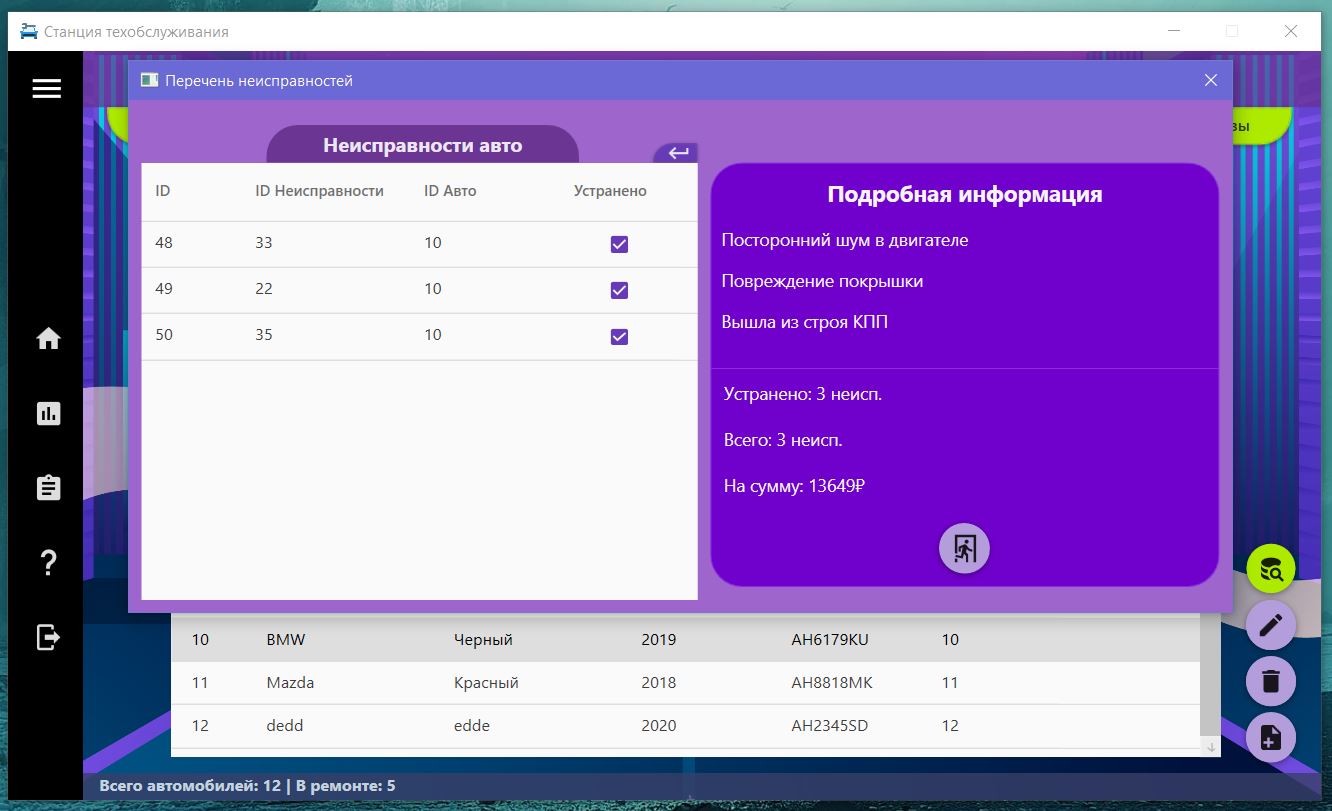 Станция техобслуживания
Перечень неисправностей
зы
Неисправности авто
ID ID Неисправности ID Авто Устранено
48 33 10
49 22 10
50 35 10
Подробная информация
Посторонний шум в двигателе
Повреждение покрышки
Вышла из строя КПП
Устранено: 3 неисп.
Всего: 3 неисп.
На сумму: 13649₽
10 BMW Черный 2019 AH6179KU 10
11 Mazda Красный 2018 AH8818MK 11
12 dedd edde 2020 AH2345SD 12
Всего автомобилей: 12 | В ремонте: 5